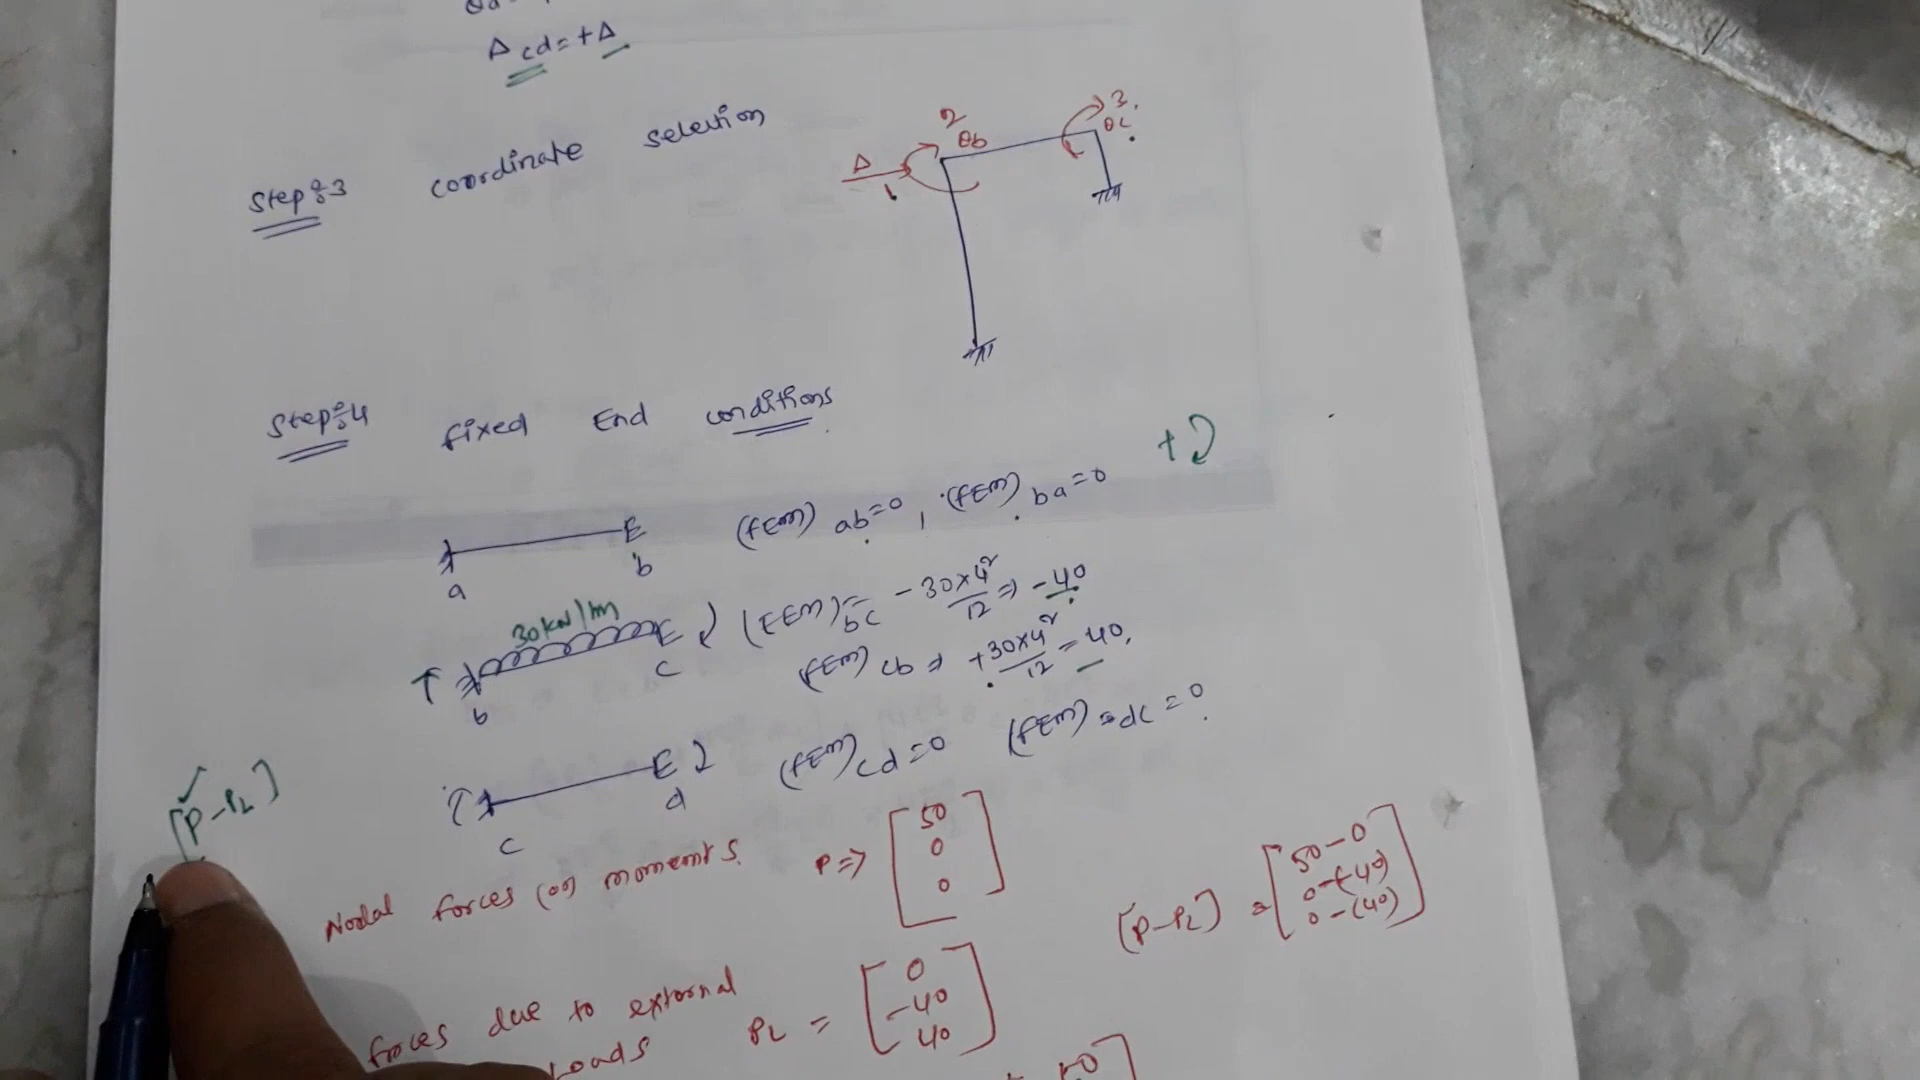 Δcd = +Δ
Step:3 coordinate selection
Δ
1
2
θb
3.
θc
Step:4 fixed End conditions
+
a b (FEM) ab=0, (FEM) ba=0
30kN/m
b c (FEM) bc = -30×4²/12 ⇒ -40
(FEM) cb ⇒ +30×4²/12 = 40.
c d (FEM) cd=0 (FEM) dc=0
[P-PL]
Nodal forces (or) moments. P ⇒ [50 0 0]
[P-PL] = [50-0 0-(-40) 0-(40)]
forces due to external loads PL = [0 -40 40]